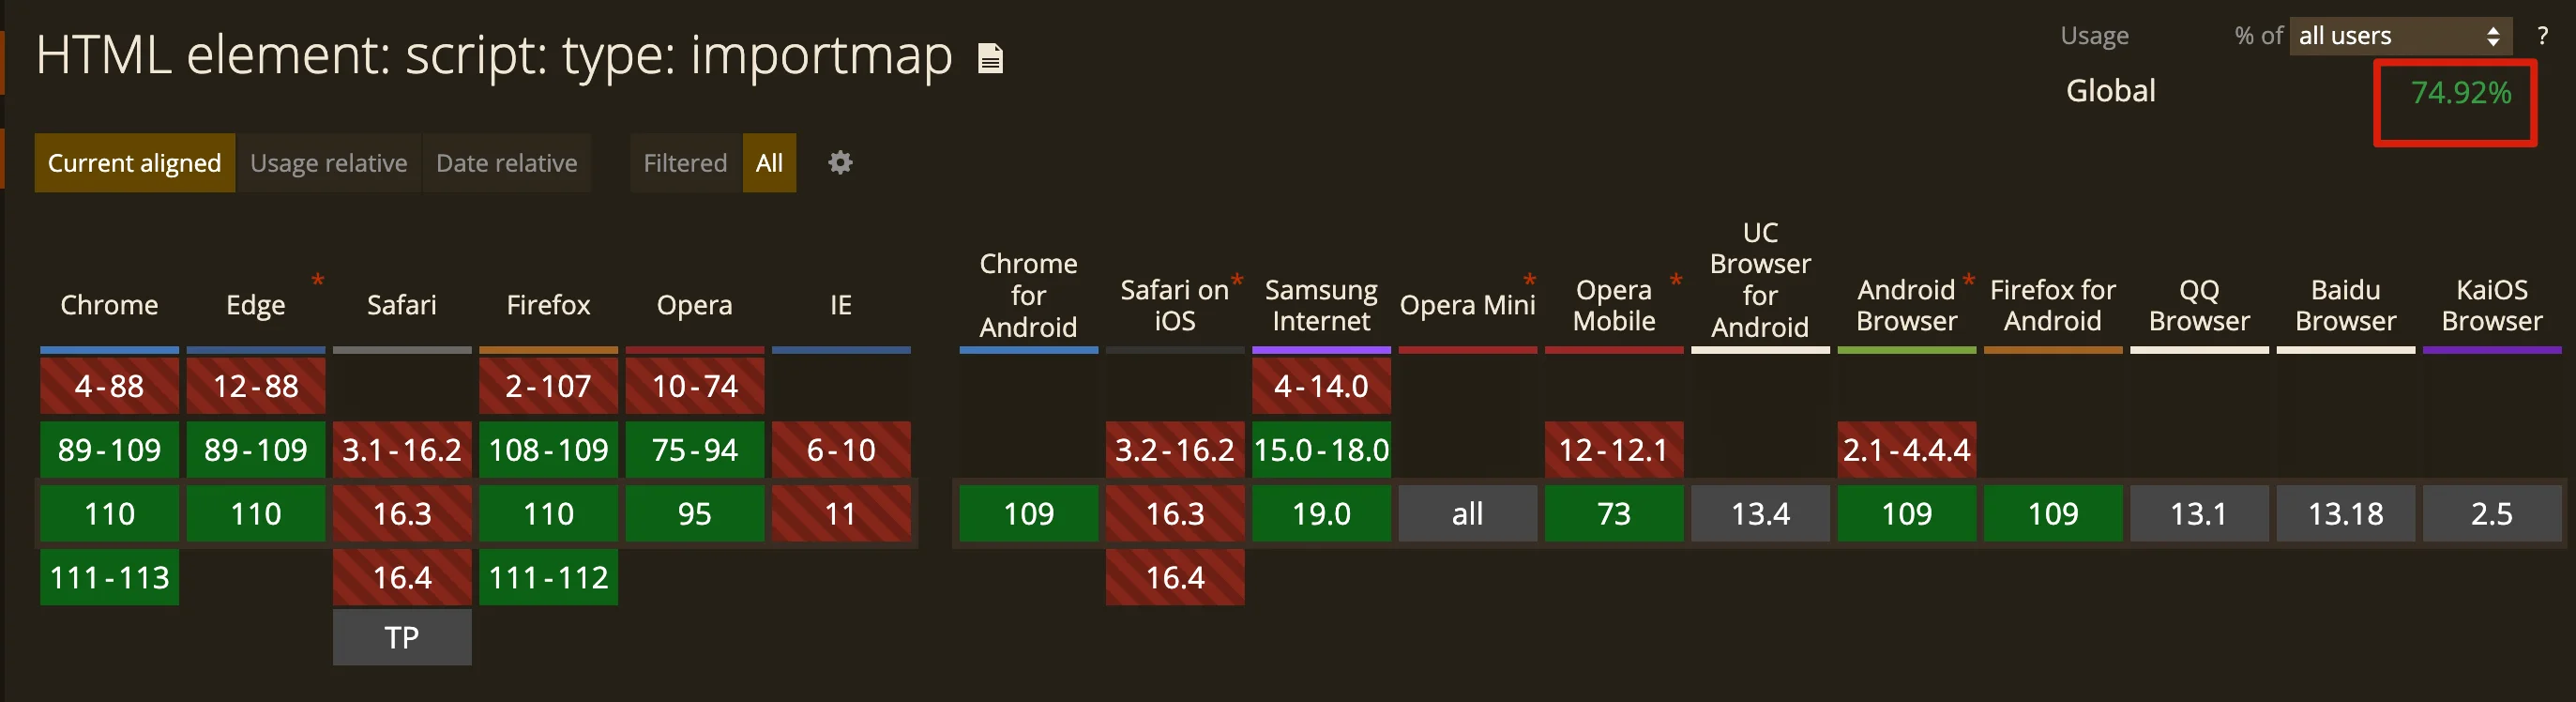 HTML element: script: type: importmap
Usage % of all users ?
Global 74.92%
Current aligned Usage relative Date relative Filtered All
Chrome Edge * Safari Firefox Opera IE
Chrome for Android
Safari on iOS *
Samsung Internet
Opera Mini *
Opera Mobile *
UC Browser for Android
Android Browser *
Firefox for Android
QQ Browser
Baidu Browser
KaiOS Browser
4-88 12-88 2-107 10-74 4-14.0
89-109 89-109 3.1-16.2 108-109 75-94 6-10 3.2-16.2 15.0-18.0 12-12.1 2.1-4.4.4
110 110 16.3 110 95 11 109 16.3 19.0 all 73 13.4 109 109 13.1 13.18 2.5
111-113 16.4 111-112 16.4
TP